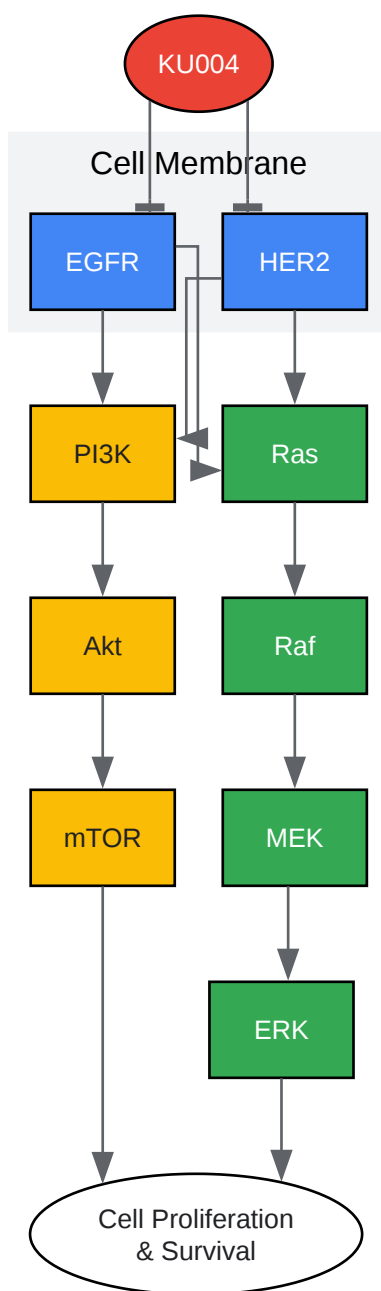 KU004
Cell Membrane
EGFR
HER2
PI3K
Ras
Akt
Raf
mTOR
MEK
ERK
Cell Proliferation
& Survival